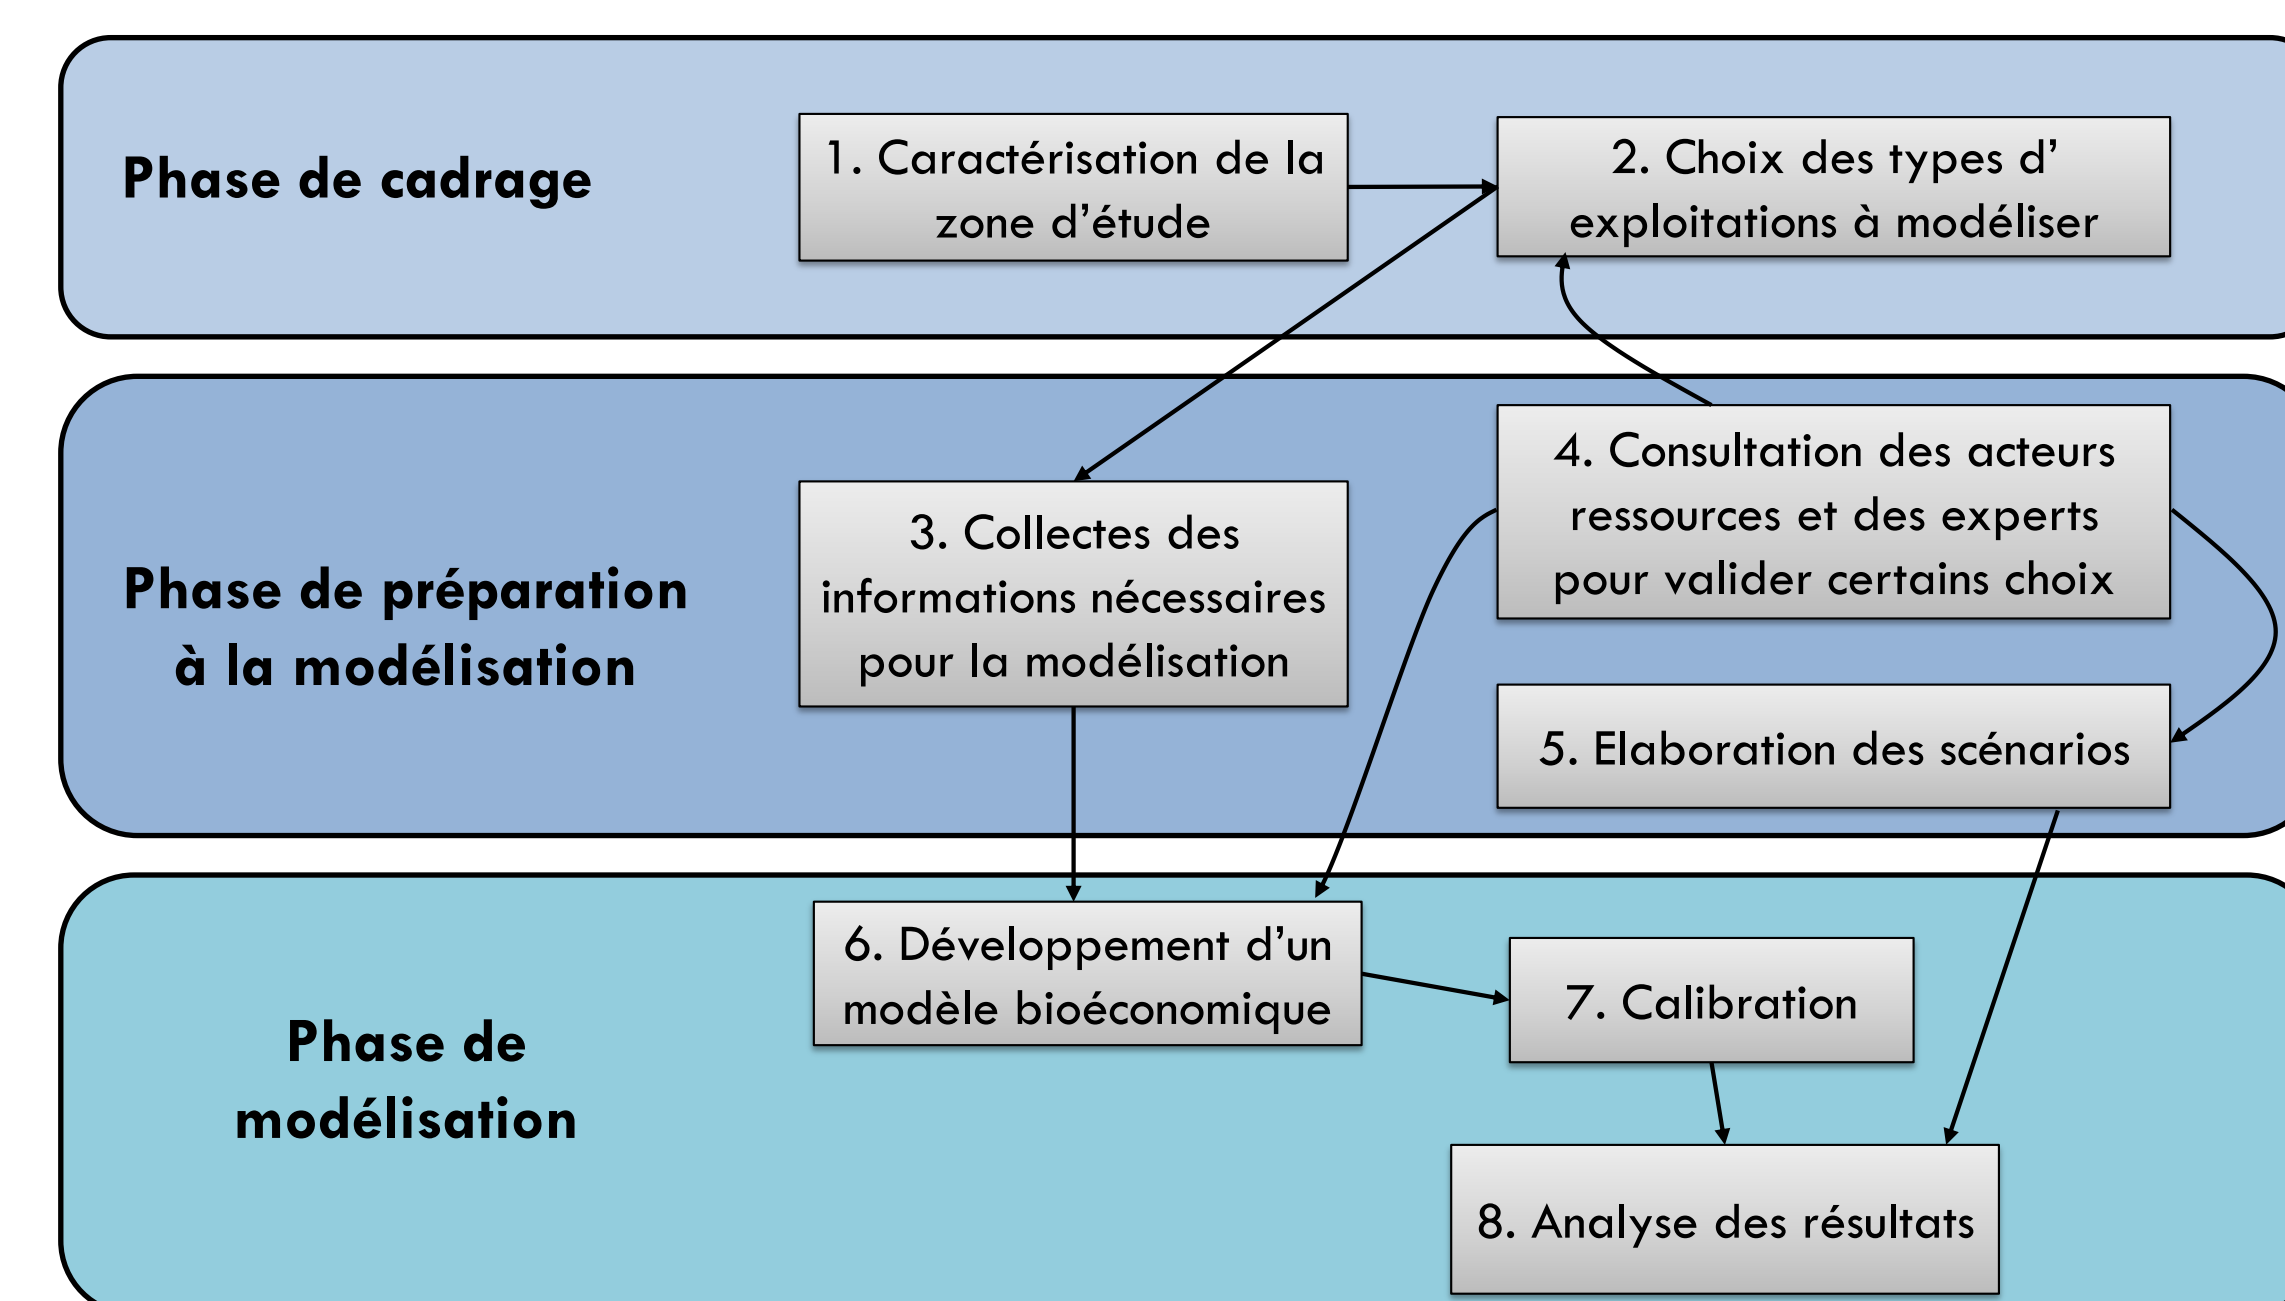 Phase de cadrage
1. Caractérisation de la
zone d’étude
2. Choix des types d’
exploitations à modéliser
Phase de préparation
à la modélisation
3. Collectes des
informations nécessaires
pour la modélisation
4. Consultation des acteurs
ressources et des experts
pour valider certains choix
5. Elaboration des scénarios
Phase de
modélisation
6. Développement d’un
modèle bioéconomique
7. Calibration
8. Analyse des résultats